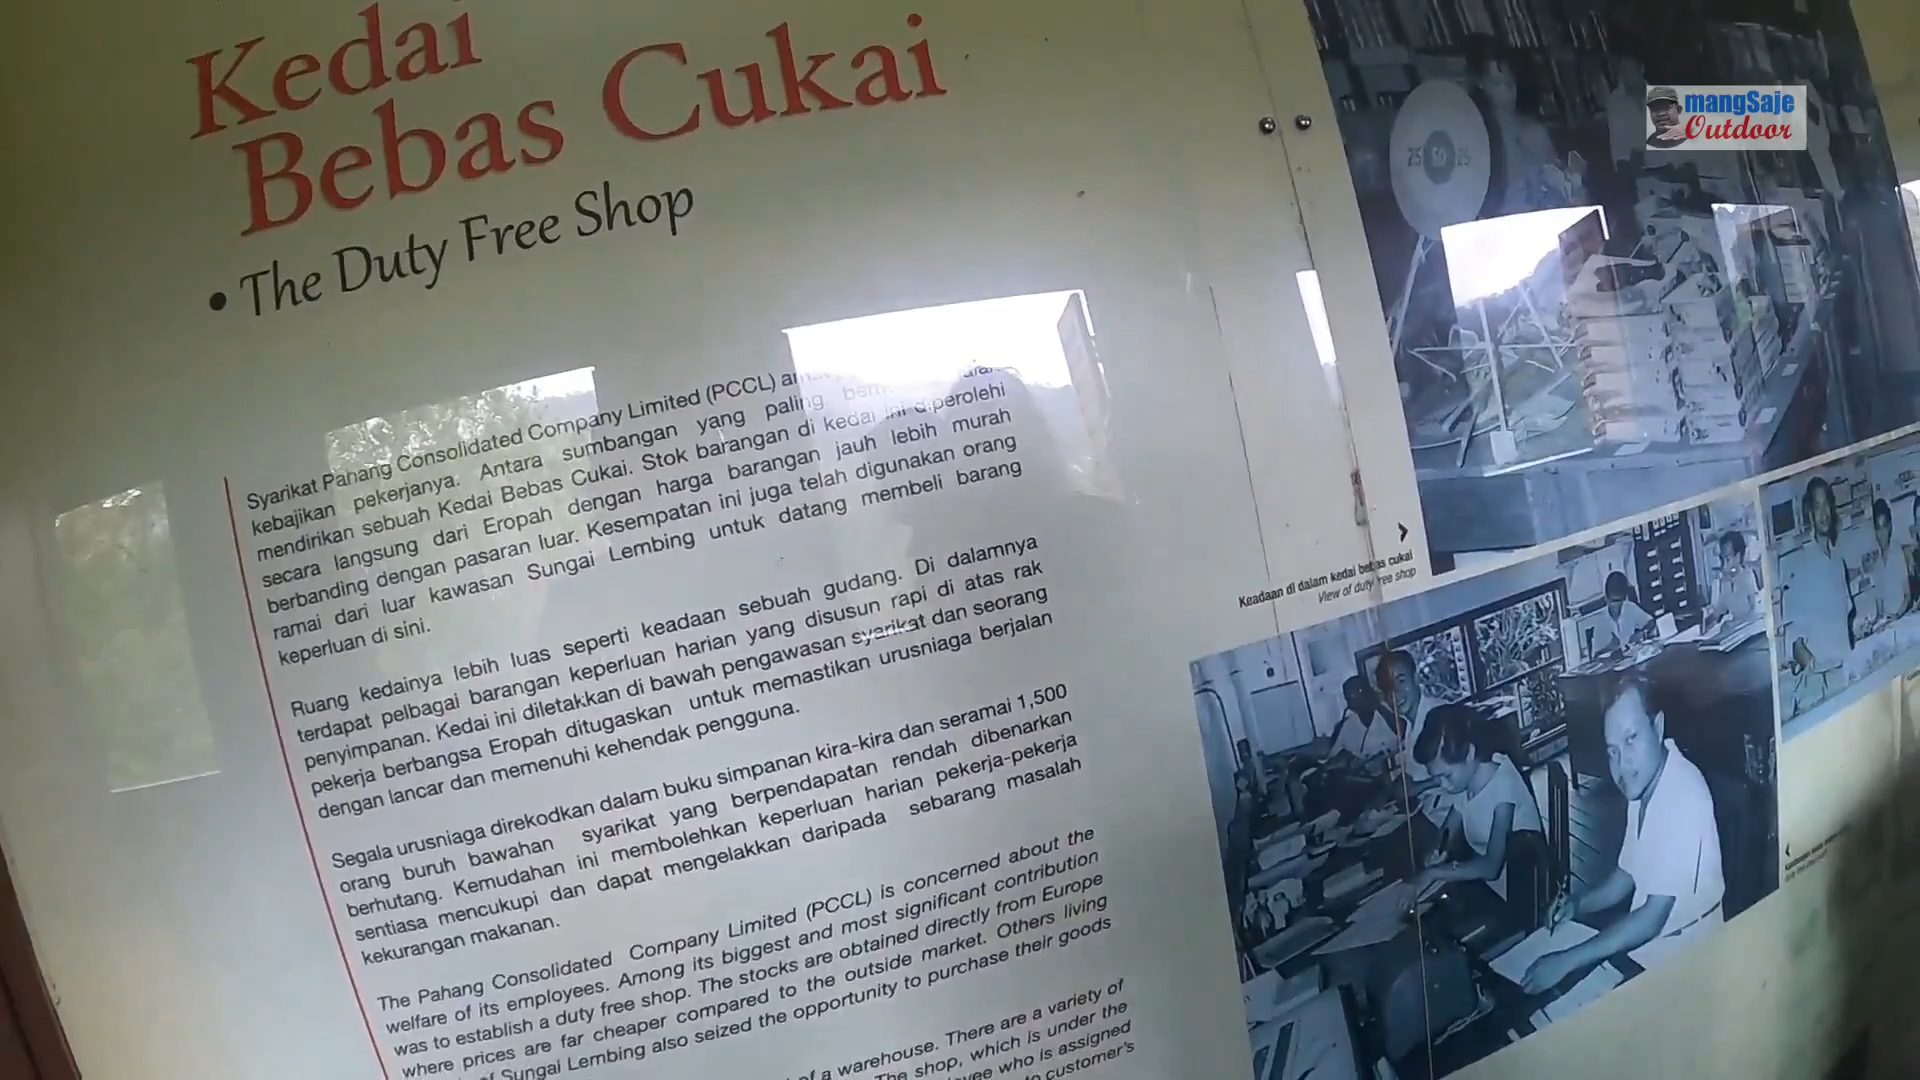 Kedai
Bebas Cukai
• The Duty Free Shop
Syarikat Pahang Consolidated Company Limited (PCCL)
kebajikan pekerjanya. Antara sumbangan yang paling
mendirikan sebuah Kedai Bebas Cukai. Stok barangan di kedai ini diperolehi
secara langsung dari Eropah dengan harga barangan jauh lebih murah
berbanding dengan pasaran luar. Kesempatan ini juga telah digunakan orang
ramai dari luar kawasan Sungai Lembing untuk datang membeli barang
keperluan di sini.
Ruang kedainya lebih luas seperti keadaan sebuah gudang. Di dalamnya
terdapat pelbagai barangan keperluan harian yang disusun rapi di atas rak
penyimpanan. Kedai ini diletakkan di bawah pengawasan syarikat dan seorang
pekerja berbangsa Eropah ditugaskan untuk memastikan urusniaga berjalan
dengan lancar dan memenuhi kehendak pengguna.
Segala urusniaga direkodkan dalam buku simpanan kira-kira dan seramai 1,500
orang buruh bawahan syarikat yang berpendapatan rendah dibenarkan
berhutang. Kemudahan ini membolehkan keperluan harian pekerja-pekerja
sentiasa mencukupi dan dapat mengelakkan daripada sebarang masalah
kekurangan makanan.
The Pahang Consolidated Company Limited (PCCL) is concerned about the
welfare of its employees. Among its biggest and most significant contribution
was to establish a duty free shop. The stocks are obtained directly from Europe
where prices are far cheaper compared to the outside market. Others living
of Sungai Lembing also seized the opportunity to purchase their goods
of a warehouse. There are a variety of
The shop, which is under the
who is assigned
customer's
Keadaan di dalam kedai bebas cukai
View of duty free shop
25 50 25
mangSaje
Outdoor